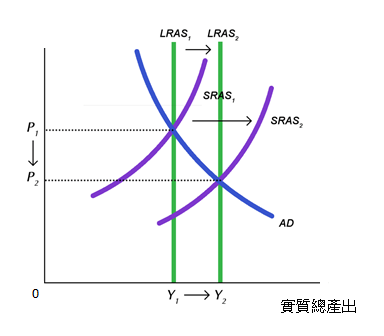 LRAS₁ LRAS₂
SRAS₁
SRAS₂
P₁
P₂
AD
0
Y₁ Y₂
實質總產出